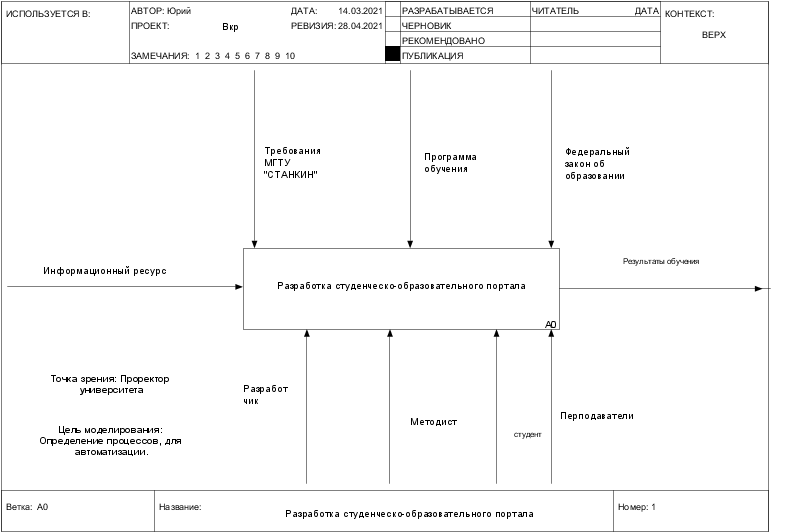 ИСПОЛЬЗУЕТСЯ В:
АВТОР: Юрий
ДАТА: 14.03.2021
ПРОЕКТ: Вкр
РЕВИЗИЯ: 28.04.2021
ЗАМЕЧАНИЯ: 1 2 3 4 5 6 7 8 9 10
РАЗРАБАТЫВАЕТСЯ
ЧЕРНОВИК
РЕКОМЕНДОВАНО
ПУБЛИКАЦИЯ
ЧИТАТЕЛЬ ДАТА
КОНТЕКСТ:
ВЕРХ
Требования
МГТУ
"СТАНКИН"
Программа
обучения
Федеральный
закон об
образовании
Информационный ресурс
Разработка студенческо-образовательного портала
A0
Результаты обучения
Точка зрения: Проректор
университета
Цель моделирования:
Определение процессов, для
автоматизации.
Разработ
чик
Методист
студент
Перподаватели
Ветка: A0
Название:
Разработка студенческо-образовательного портала
Номер: 1